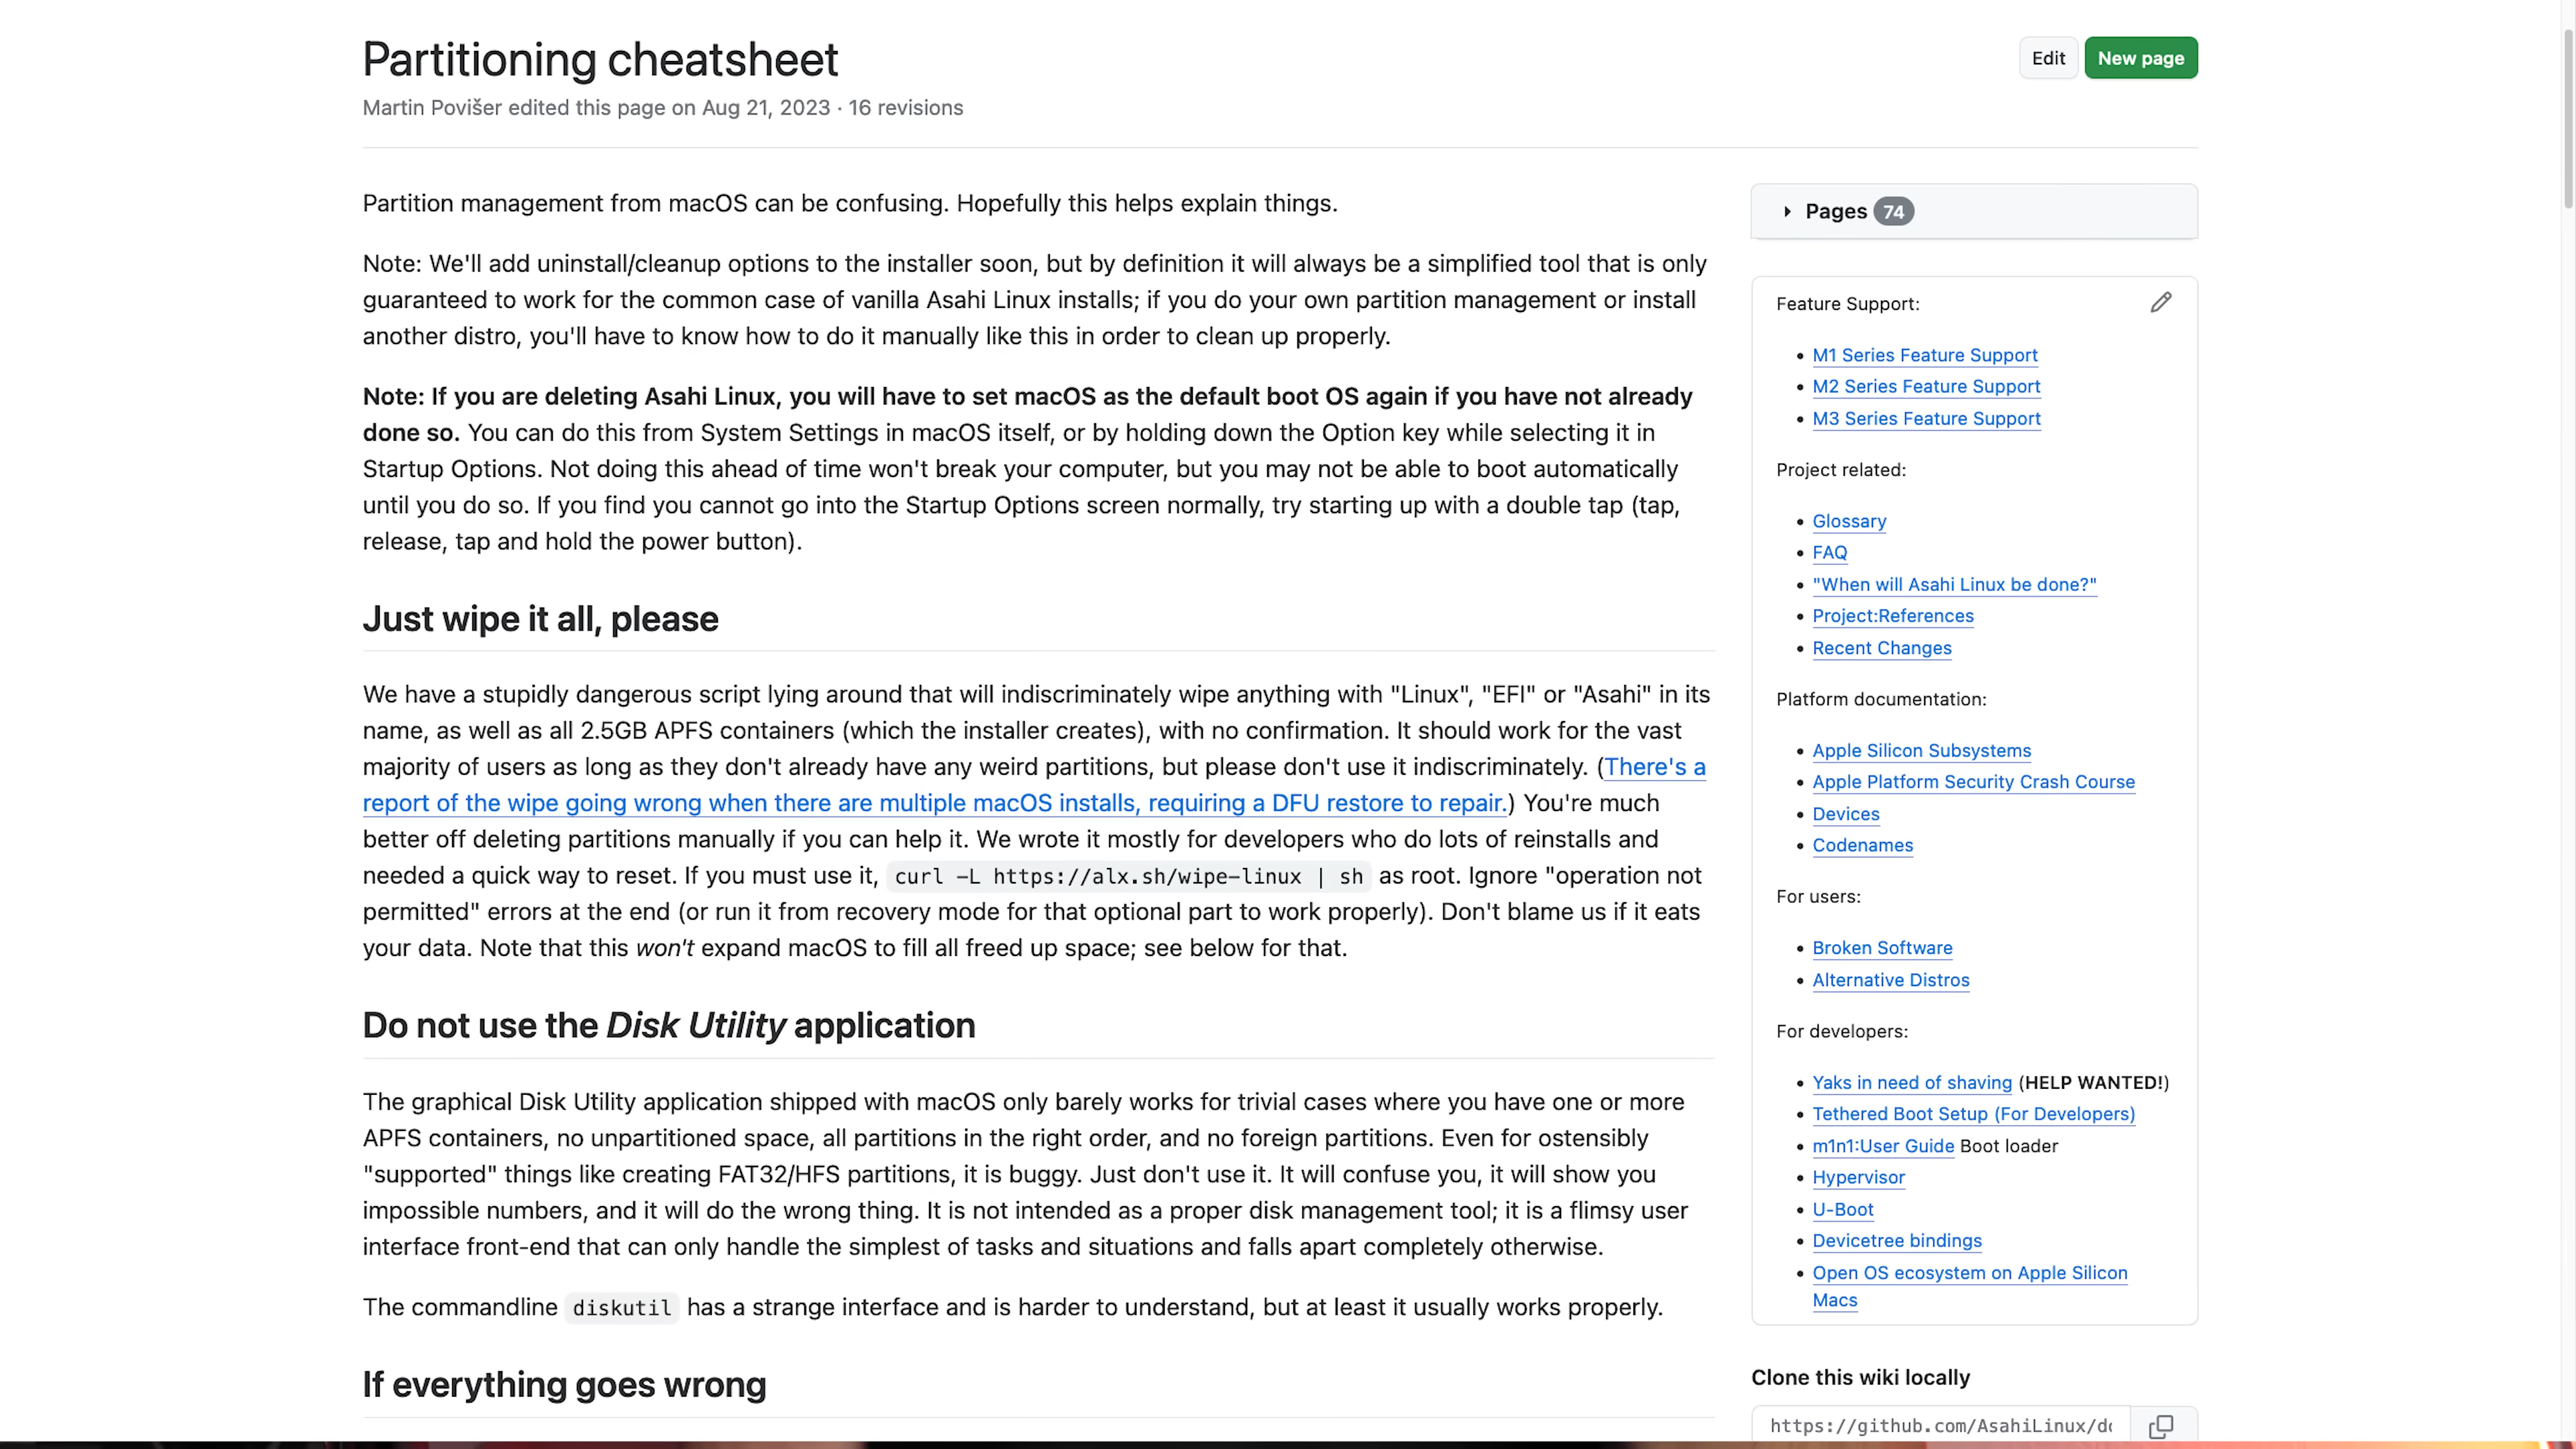 Partitioning cheatsheet
Edit
New page
Martin Povišer edited this page on Aug 21, 2023 · 16 revisions
Partition management from macOS can be confusing. Hopefully this helps explain things.
Note: We'll add uninstall/cleanup options to the installer soon, but by definition it will always be a simplified tool that is only
guaranteed to work for the common case of vanilla Asahi Linux installs; if you do your own partition management or install
another distro, you'll have to know how to do it manually like this in order to clean up properly.
Note: If you are deleting Asahi Linux, you will have to set macOS as the default boot OS again if you have not already
done so. You can do this from System Settings in macOS itself, or by holding down the Option key while selecting it in
Startup Options. Not doing this ahead of time won't break your computer, but you may not be able to boot automatically
until you do so. If you find you cannot go into the Startup Options screen normally, try starting up with a double tap (tap,
release, tap and hold the power button).
Just wipe it all, please
We have a stupidly dangerous script lying around that will indiscriminately wipe anything with "Linux", "EFI" or "Asahi" in its
name, as well as all 2.5GB APFS containers (which the installer creates), with no confirmation. It should work for the vast
majority of users as long as they don't already have any weird partitions, but please don't use it indiscriminately. (There's a
report of the wipe going wrong when there are multiple macOS installs, requiring a DFU restore to repair.) You're much
better off deleting partitions manually if you can help it. We wrote it mostly for developers who do lots of reinstalls and
needed a quick way to reset. If you must use it, curl -L https://alx.sh/wipe-linux | sh as root. Ignore "operation not
permitted" errors at the end (or run it from recovery mode for that optional part to work properly). Don't blame us if it eats
your data. Note that this won't expand macOS to fill all freed up space; see below for that.
Do not use the Disk Utility application
The graphical Disk Utility application shipped with macOS only barely works for trivial cases where you have one or more
APFS containers, no unpartitioned space, all partitions in the right order, and no foreign partitions. Even for ostensibly
"supported" things like creating FAT32/HFS partitions, it is buggy. Just don't use it. It will confuse you, it will show you
impossible numbers, and it will do the wrong thing. It is not intended as a proper disk management tool; it is a flimsy user
interface front-end that can only handle the simplest of tasks and situations and falls apart completely otherwise.
The commandline diskutil has a strange interface and is harder to understand, but at least it usually works properly.
If everything goes wrong
Pages 74
Feature Support:
• M1 Series Feature Support
• M2 Series Feature Support
• M3 Series Feature Support
Project related:
• Glossary
• FAQ
• "When will Asahi Linux be done?"
• Project:References
• Recent Changes
Platform documentation:
• Apple Silicon Subsystems
• Apple Platform Security Crash Course
• Devices
• Codenames
For users:
• Broken Software
• Alternative Distros
For developers:
• Yaks in need of shaving (HELP WANTED!)
• Tethered Boot Setup (For Developers)
• m1n1:User Guide Boot loader
• Hypervisor
• U-Boot
• Devicetree bindings
• Open OS ecosystem on Apple Silicon
Macs
Clone this wiki locally
https://github.com/AsahiLinux/do